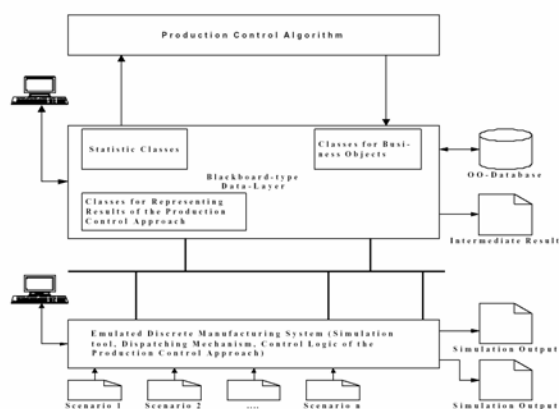 Production Control Algorithm
Statistic Classes
Classes for Busi-
ness Objects
Blackboard-type
Data-Layer
Classes for Representing
Results of the Production
Control Approach
OO-Database
Intermediate Result
Emulated Discrete Manufacturing System (Simulation
tool, Dispatching Mechanism, Control Logic of the
Production Control Approach)
Simulation Output
Simulation Output
Scenario 1
Scenario 2
....
Scenario n